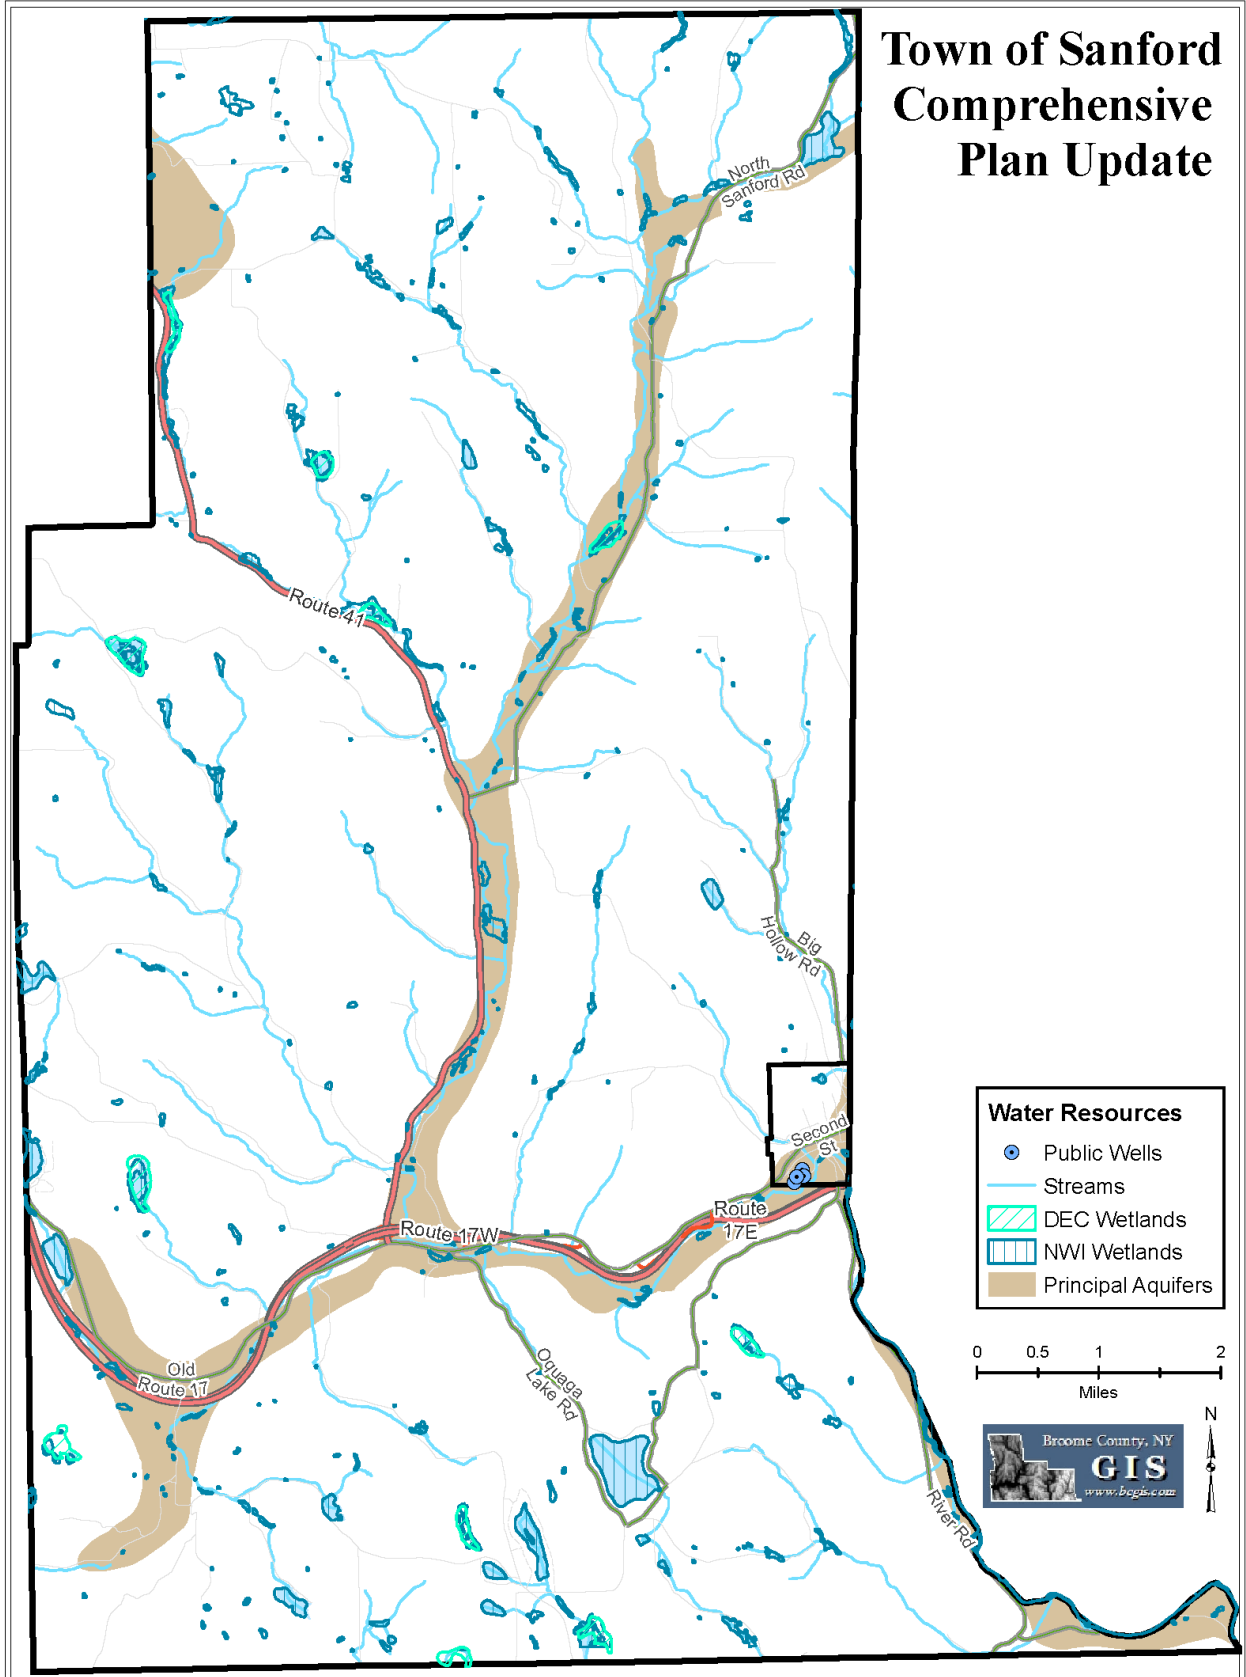 Town of Sanford
Comprehensive
Plan Update
North
Sanford Rd
Route 41
Big
Hollow Rd
Second
St
Route
17E
Route 17W
Old
Route 17
Oquaga
Lake Rd
River Rd
Water Resources
Public Wells
Streams
DEC Wetlands
NWI Wetlands
Principal Aquifers
0 0.5 1 2
Miles
N
Broome County, NY
GIS
www.bcgis.com